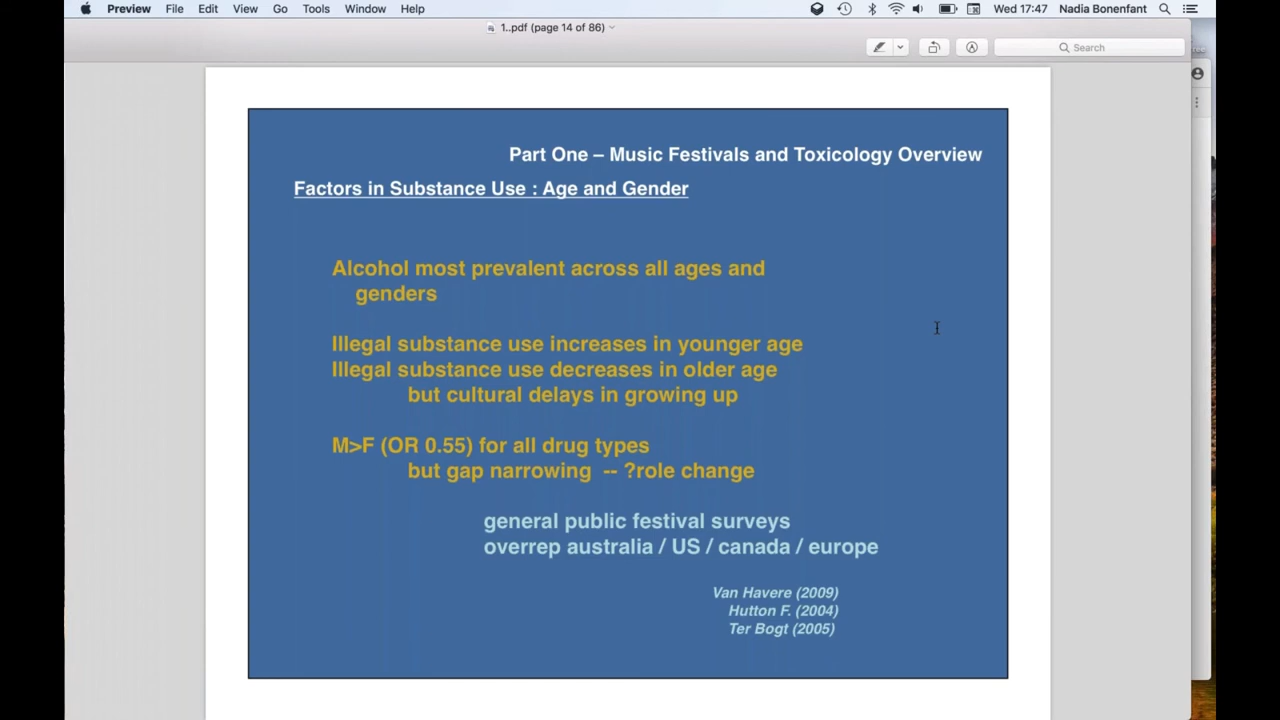 Preview File Edit View Go Tools Window Help Wed 17:47 Nadia Bonenfant
1..pdf (page 14 of 86)
Search
Part One – Music Festivals and Toxicology Overview
Factors in Substance Use : Age and Gender
Alcohol most prevalent across all ages and
genders
Illegal substance use increases in younger age
Illegal substance use decreases in older age
but cultural delays in growing up
M>F (OR 0.55) for all drug types
but gap narrowing -- ?role change
general public festival surveys
overrep australia / US / canada / europe
Van Havere (2009)
Hutton F. (2004)
Ter Bogt (2005)